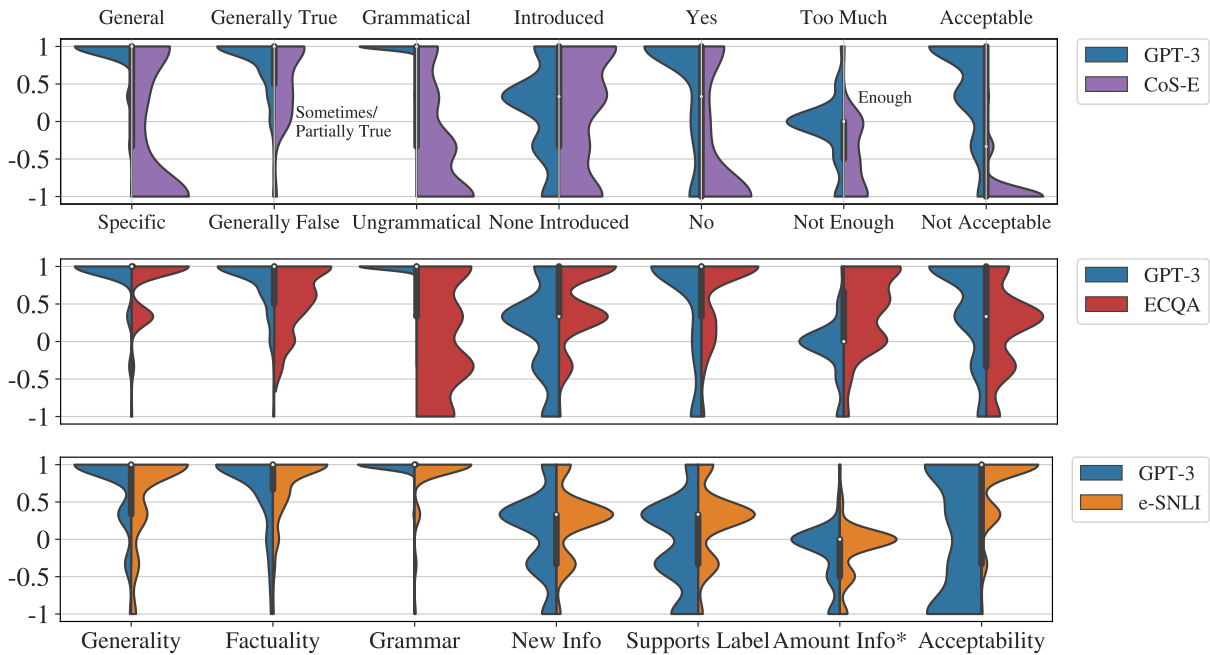 General Generally True Grammatical Introduced Yes Too Much Acceptable
1
0.5
0
-0.5
-1
Enough
Sometimes/
Partially True
GPT-3
CoS-E
Specific Generally False Ungrammatical None Introduced No Not Enough Not Acceptable
1
0.5
0
-0.5
-1
GPT-3
ECQA
1
0.5
0
-0.5
-1
GPT-3
e-SNLI
Generality Factuality Grammar New Info Supports Label Amount Info* Acceptability